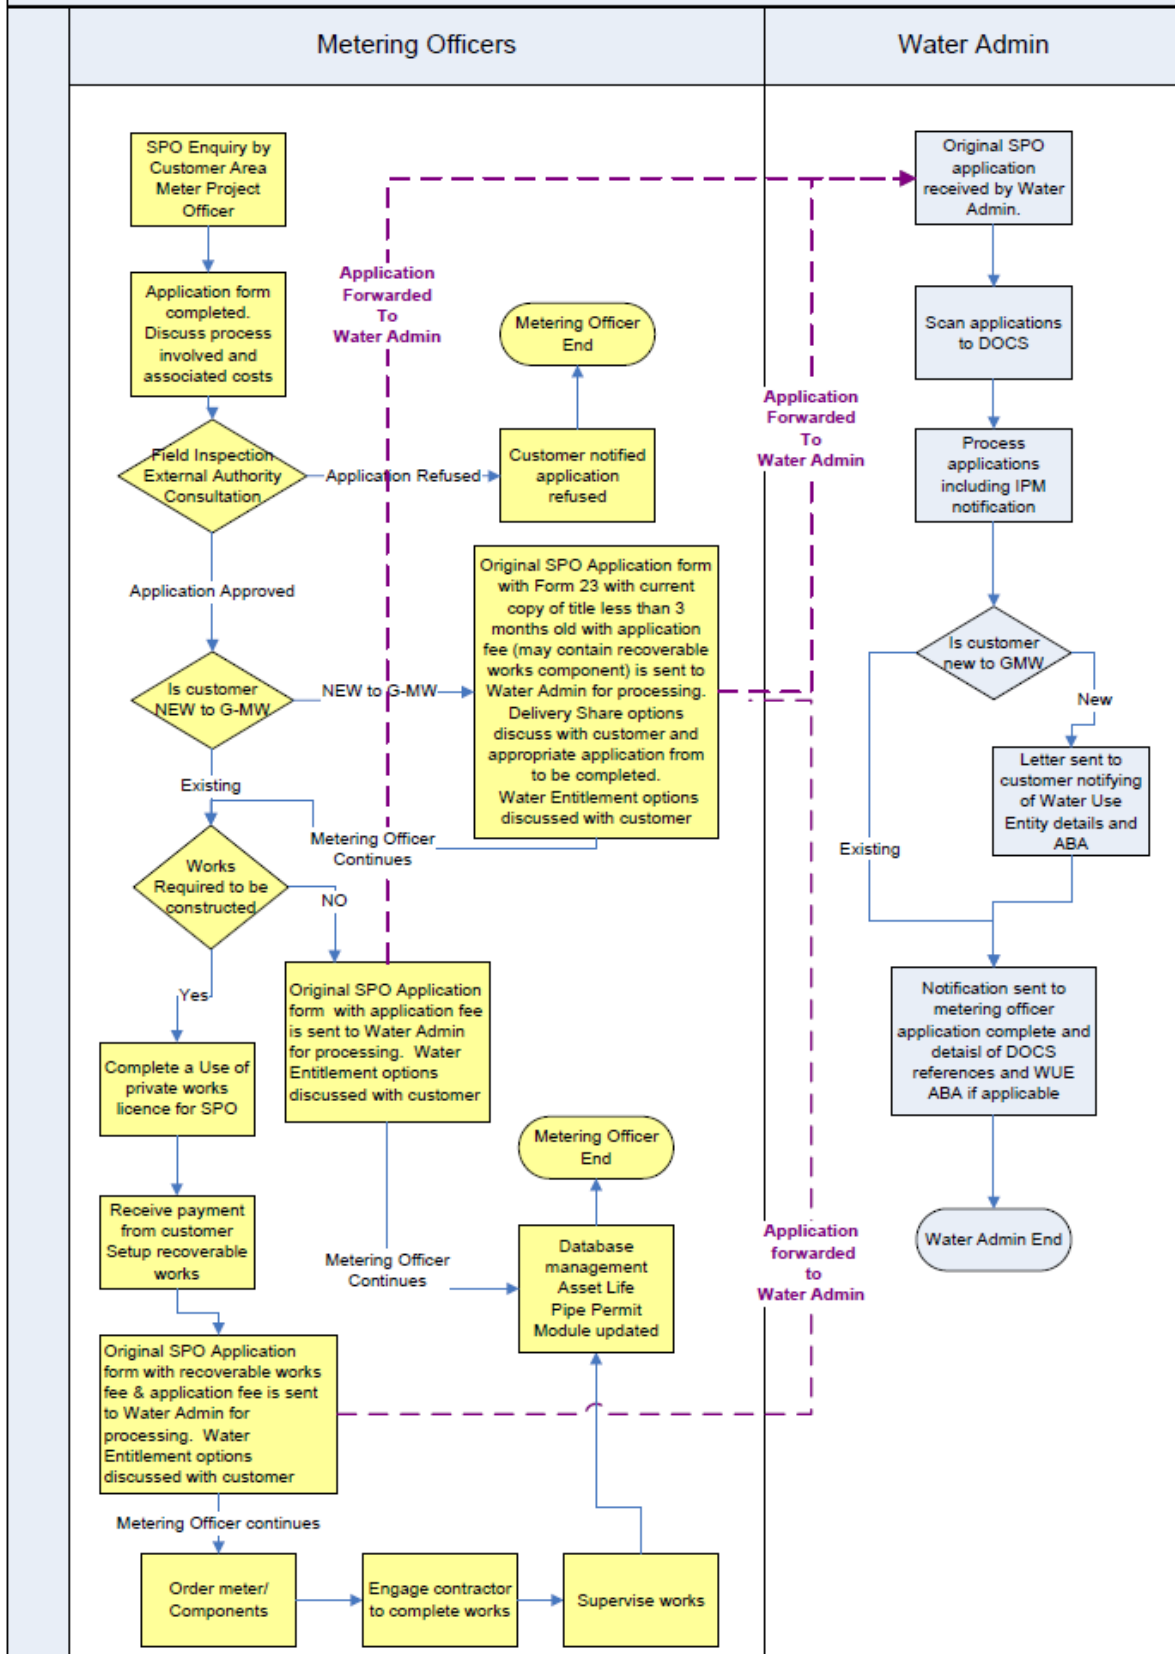 Metering Officers
Water Admin
SPO Enquiry by
Customer Area
Meter Project
Officer
Application form
completed.
Discuss process
involved and
associated costs
Field Inspection
External Authority
Consultation
Application Refused
Customer notified
application
refused
Metering Officer
End
Application
Forwarded
To
Water Admin
Application Approved
Is customer
NEW to G-MW
NEW to G-MW
Original SPO Application form
with Form 23 with current
copy of title less than 3
months old with application
fee (may contain recoverable
works component) is sent to
Water Admin for processing.
Delivery Share options
discuss with customer and
appropriate application from
to be completed.
Water Entitlement options
discussed with customer
Application
Forwarded
To
Water Admin
Existing
Metering Officer
Continues
Works
Required to be
constructed
NO
Original SPO Application
form with application fee
is sent to Water Admin
for processing. Water
Entitlement options
discussed with customer
Yes
Complete a Use of
private works
licence for SPO
Receive payment
from customer
Setup recoverable
works
Metering Officer
Continues
Metering Officer
End
Database
management
Asset Life
Pipe Permit
Module updated
Application
forwarded
to
Water Admin
Original SPO Application
form with recoverable works
fee & application fee is sent
to Water Admin for
processing. Water
Entitlement options
discussed with customer
Metering Officer continues
Order meter/
Components
Engage contractor
to complete works
Supervise works
Original SPO
application
received by Water
Admin.
Scan applications
to DOCS
Process
applications
including IPM
notification
Is customer
new to GMW
New
Letter sent to
customer notifying
of Water Use
Entity details and
ABA
Existing
Notification sent to
metering officer
application complete and
detaisl of DOCS
references and WUE
ABA if applicable
Water Admin End